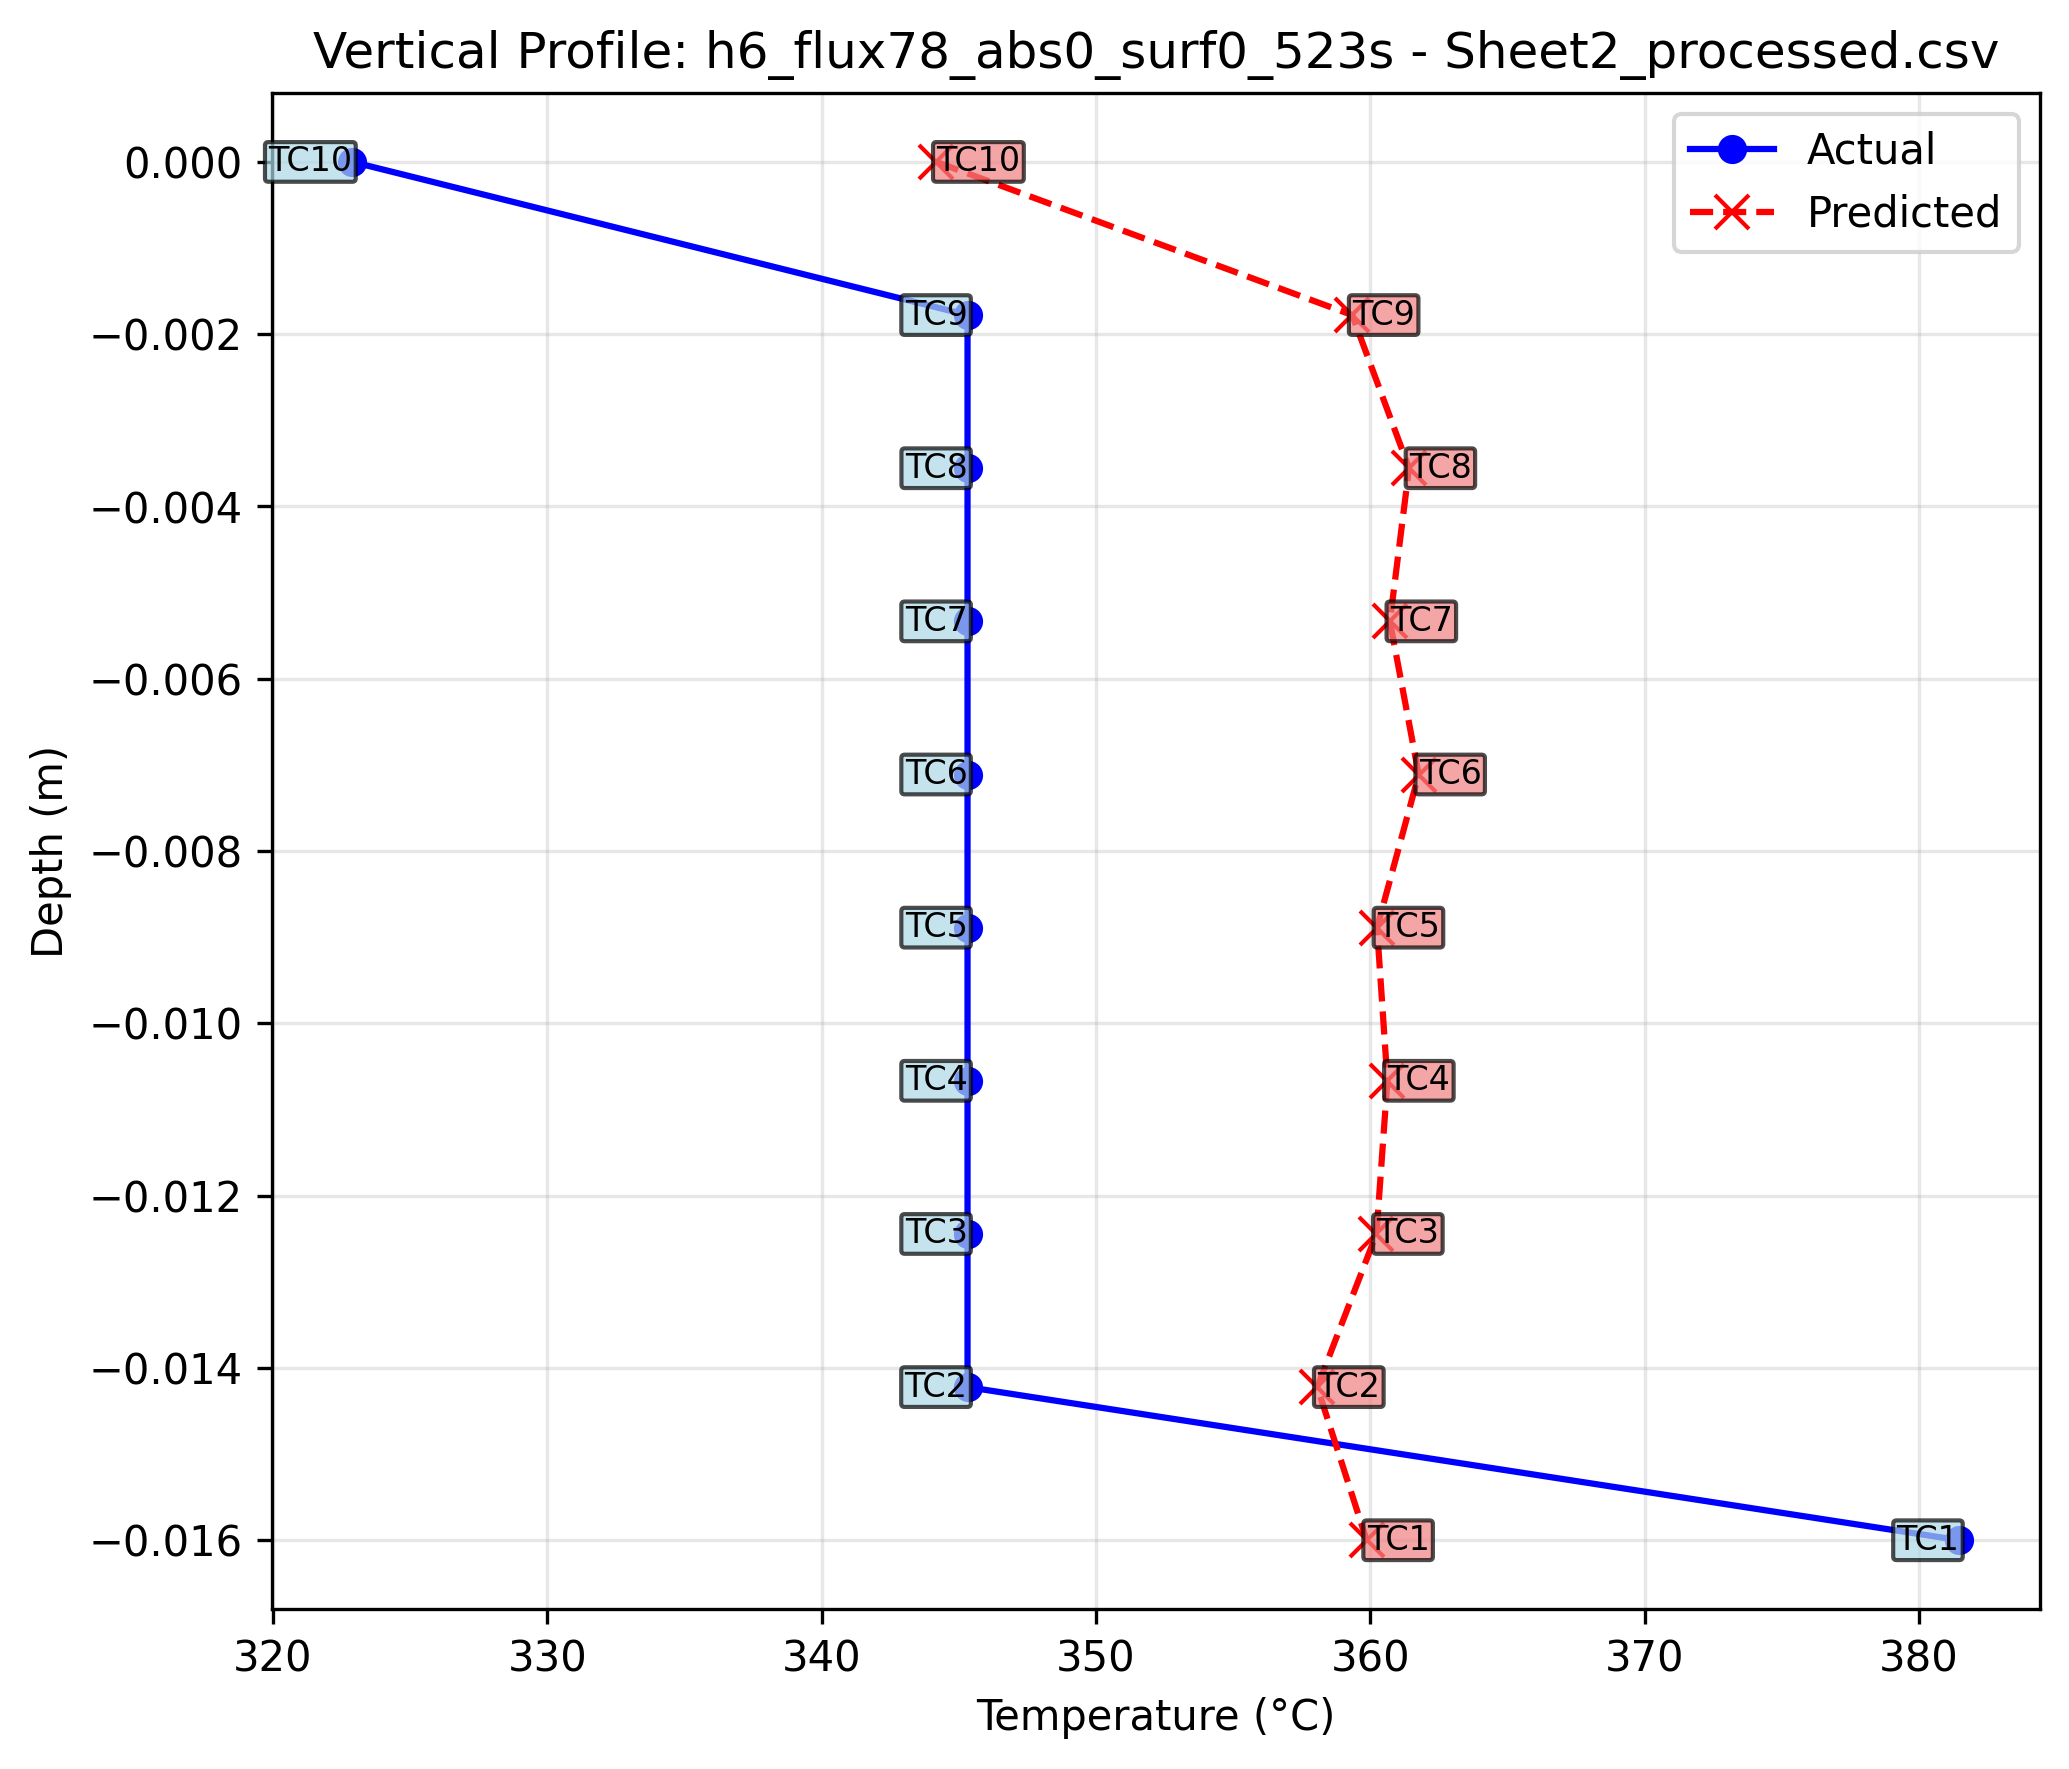 Vertical Profile: h6_flux78_abs0_surf0_523s - Sheet2_processed.csv
Actual
Predicted
TC10
TC10
TC9
TC9
TC8
TC8
TC7
TC7
TC6
TC6
TC5
TC5
TC4
TC4
TC3
TC3
TC2
TC2
TC1
TC1
0.000
−0.002
−0.004
−0.006
−0.008
−0.010
−0.012
−0.014
−0.016
Depth (m)
320 330 340 350 360 370 380
Temperature (°C)